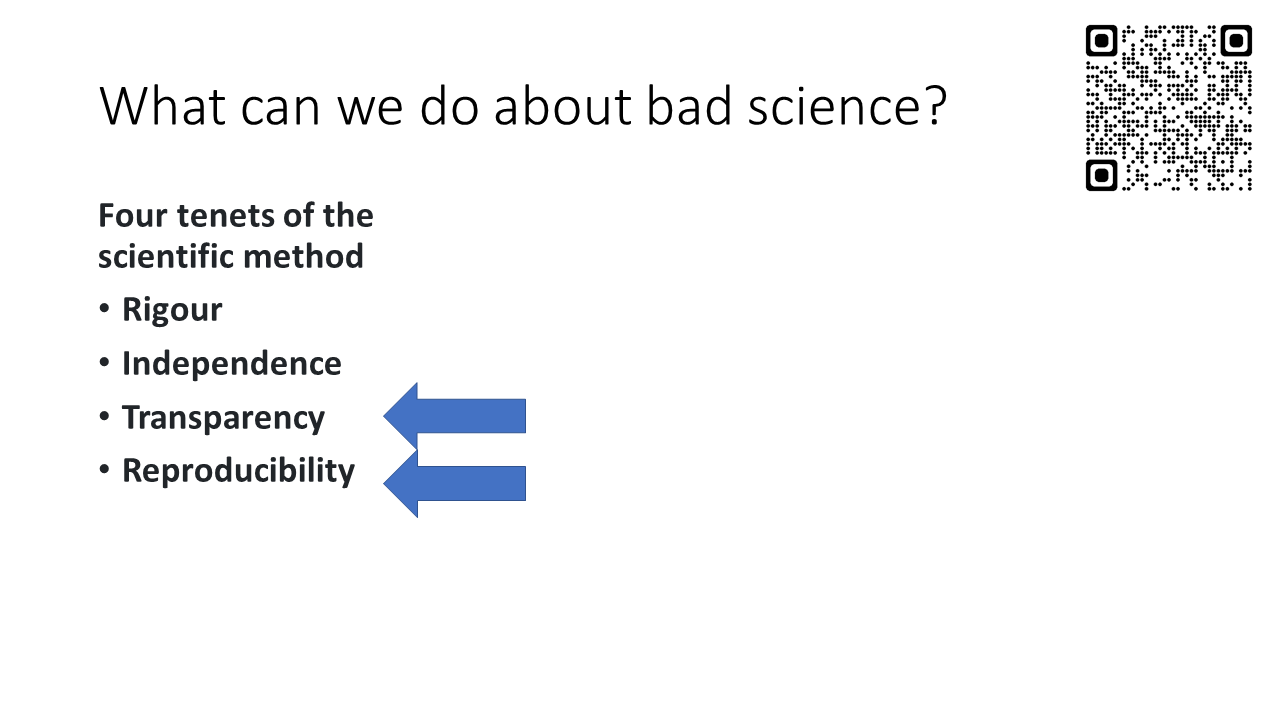 What can we do about bad science?
Four tenets of the
scientific method
• Rigour
• Independence
• Transparency
• Reproducibility